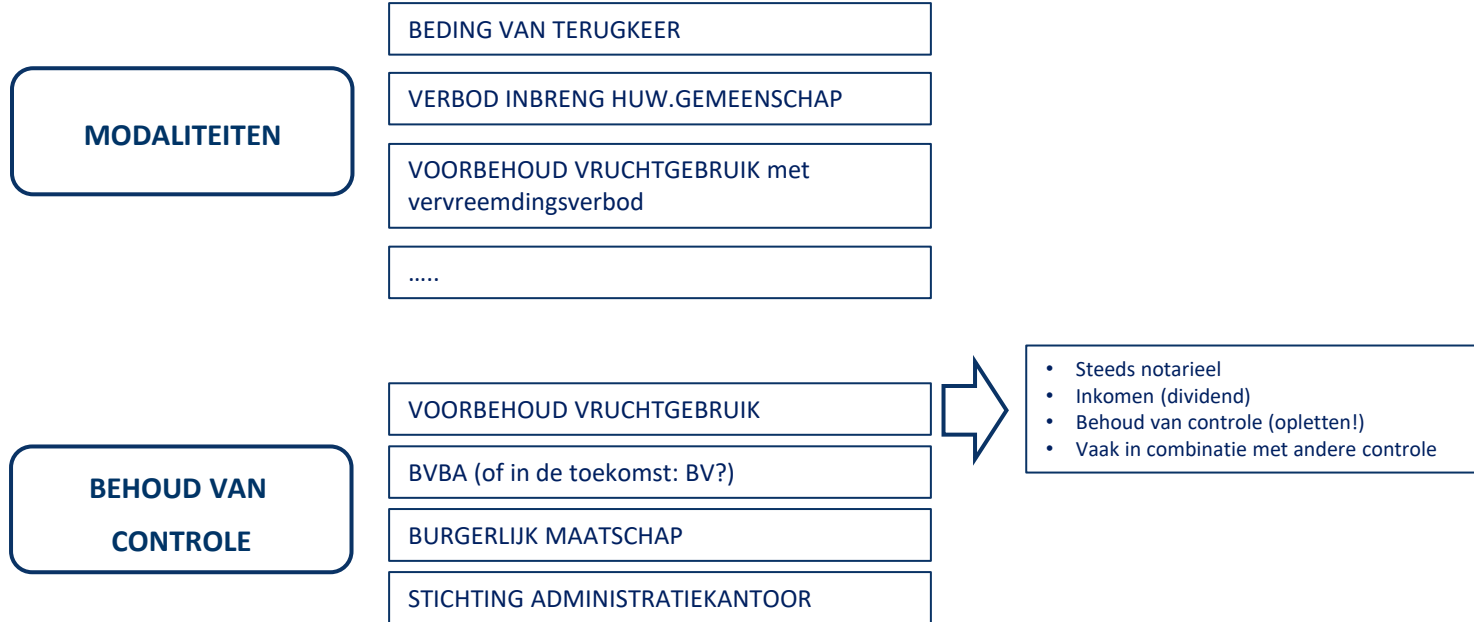 MODALITEITEN
BEDING VAN TERUGKEER
VERBOD INBRENG HUW.GEMEENSCHAP
VOORBEHOUD VRUCHTGEBRUIK met
vervreemdingsverbod
…..
BEHOUD VAN
CONTROLE
VOORBEHOUD VRUCHTGEBRUIK
BVBA (of in de toekomst: BV?)
BURGERLIJK MAATSCHAP
STICHTING ADMINISTRATIEKANTOOR
• Steeds notarieel
• Inkomen (dividend)
• Behoud van controle (opletten!)
• Vaak in combinatie met andere controle